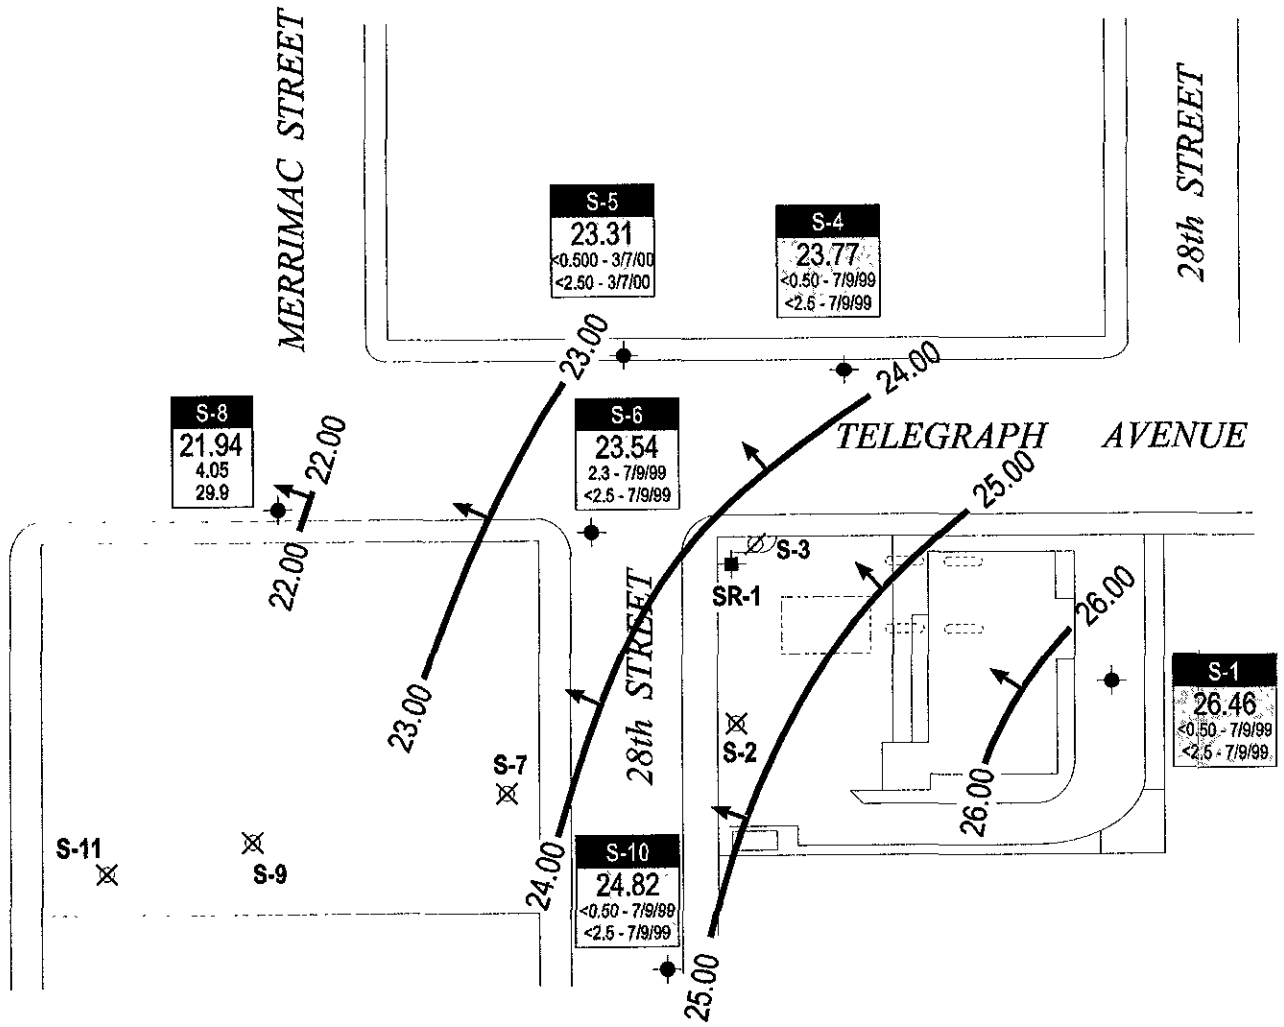 MERRIMAC STREET
28th STREET
S-5
23.31
<0.500 - 3/7/00
<2.50 - 3/7/00
S-4
23.77
<0.50 - 7/9/99
<2.5 - 7/9/99
23.00
24.00
S-8
21.94
4.05
29.9
22.00
S-6
23.54
2.3 - 7/9/99
<2.5 - 7/9/99
TELEGRAPH AVENUE
25.00
22.00
S-3
SR-1
26.00
28th STREET
S-1
26.46
<0.50 - 7/9/99
<2.5 - 7/9/99
23.00
S-2
S-7
26.00
S-11
S-9
24.00
S-10
24.82
<0.50 - 7/9/99
<2.5 - 7/9/99
25.00